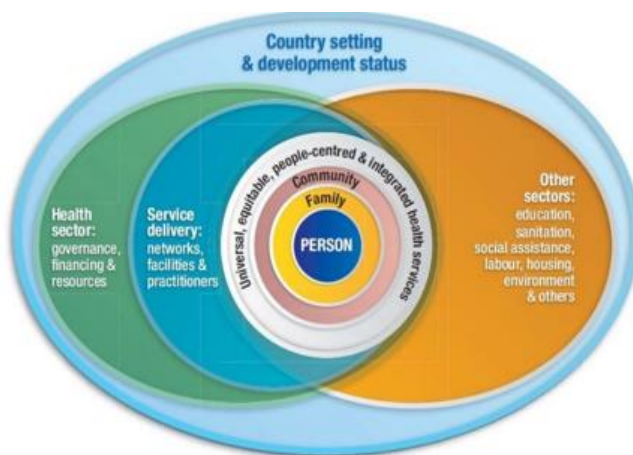 Country setting
& development status
Health
sector:
governance,
financing &
resources
Service
delivery:
networks,
facilities &
practitioners
Universal, equitable, people-centred & integrated health services
Community
Family
PERSON
Other
sectors:
education,
sanitation,
social assistance,
labour, housing,
environment
& others